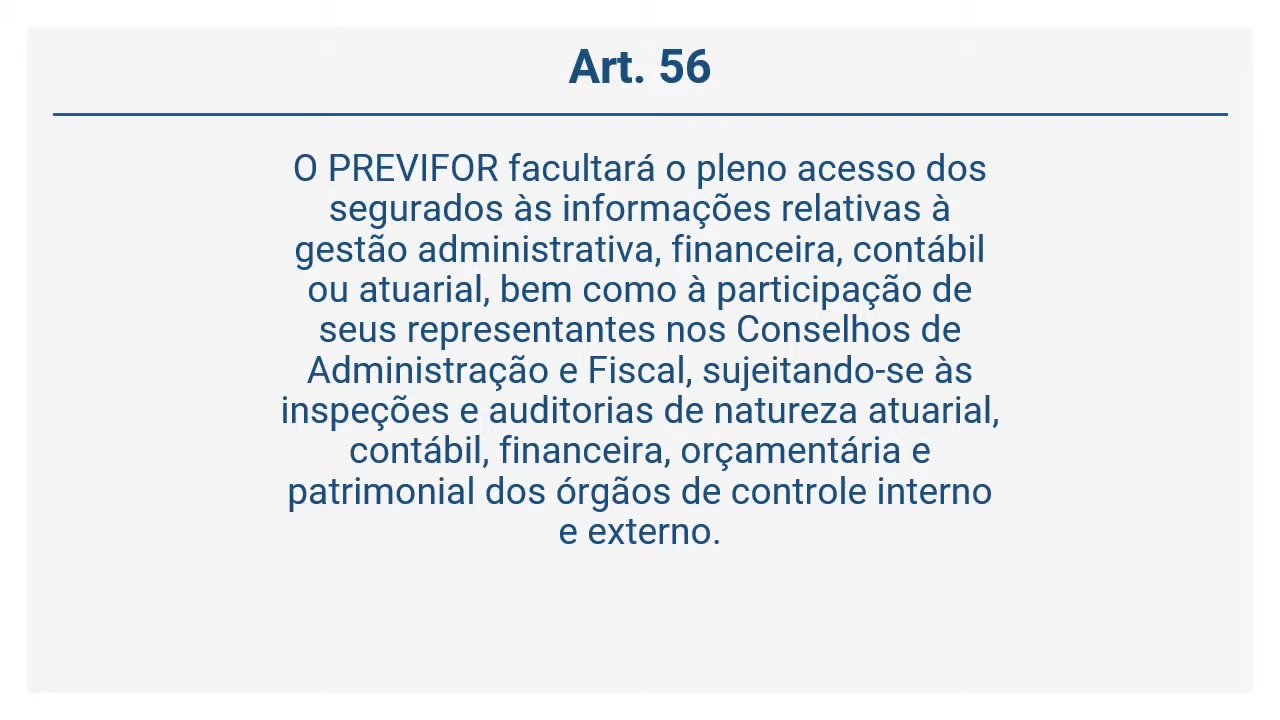 Art. 56
O PREVIFOR facultará o pleno acesso dos
segurados às informações relativas à
gestão administrativa, financeira, contábil
ou atuarial, bem como à participação de
seus representantes nos Conselhos de
Administração e Fiscal, sujeitando-se às
inspeções e auditorias de natureza atuarial,
contábil, financeira, orçamentária e
patrimonial dos órgãos de controle interno
e externo.